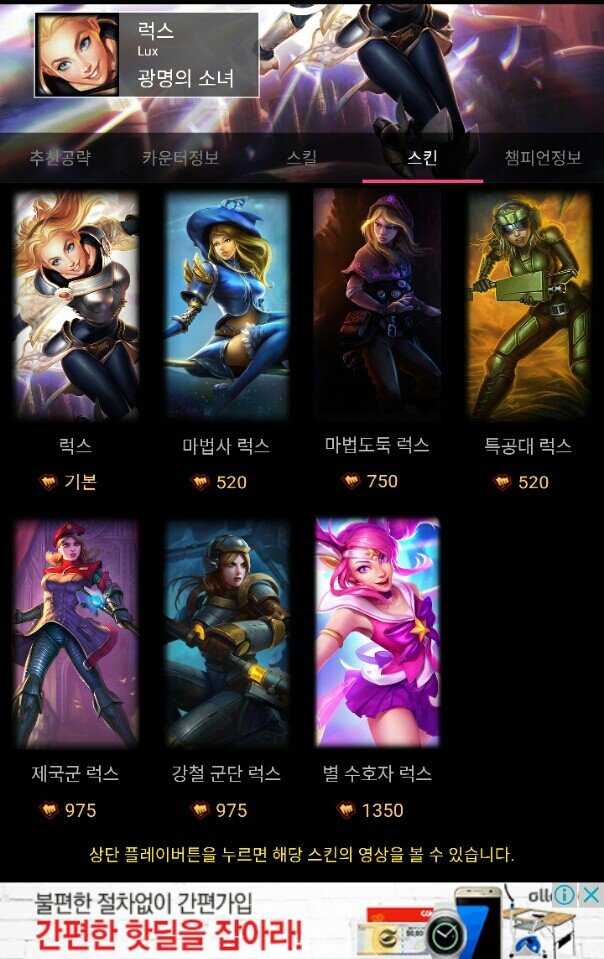 럭스
Lux
광명의 소녀
추천공략 카운터정보 스킬 스킨 챔피언정보
럭스 마법사 럭스 마법도둑 럭스 특공대 럭스
기본 520 750 520
제국군 럭스 강철 군단 럭스 별 수호자 럭스
975 975 1350
상단 플레이버튼을 누르면 해당 스킨의 영상을 볼 수 있습니다.
불편한 절차없이 간편가입
간편한 핫딜을 잡아라!